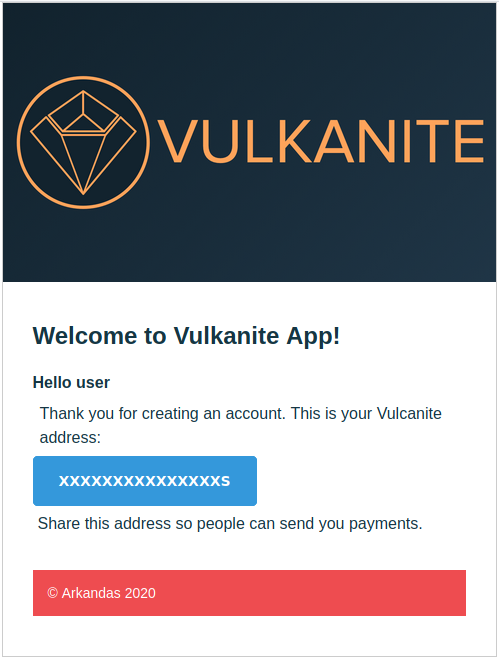 VULKANITE
Welcome to Vulkanite App!
Hello user
Thank you for creating an account. This is your Vulcanite
address:
XXXXXXXXXXXXXXXS
Share this address so people can send you payments.
© Arkandas 2020